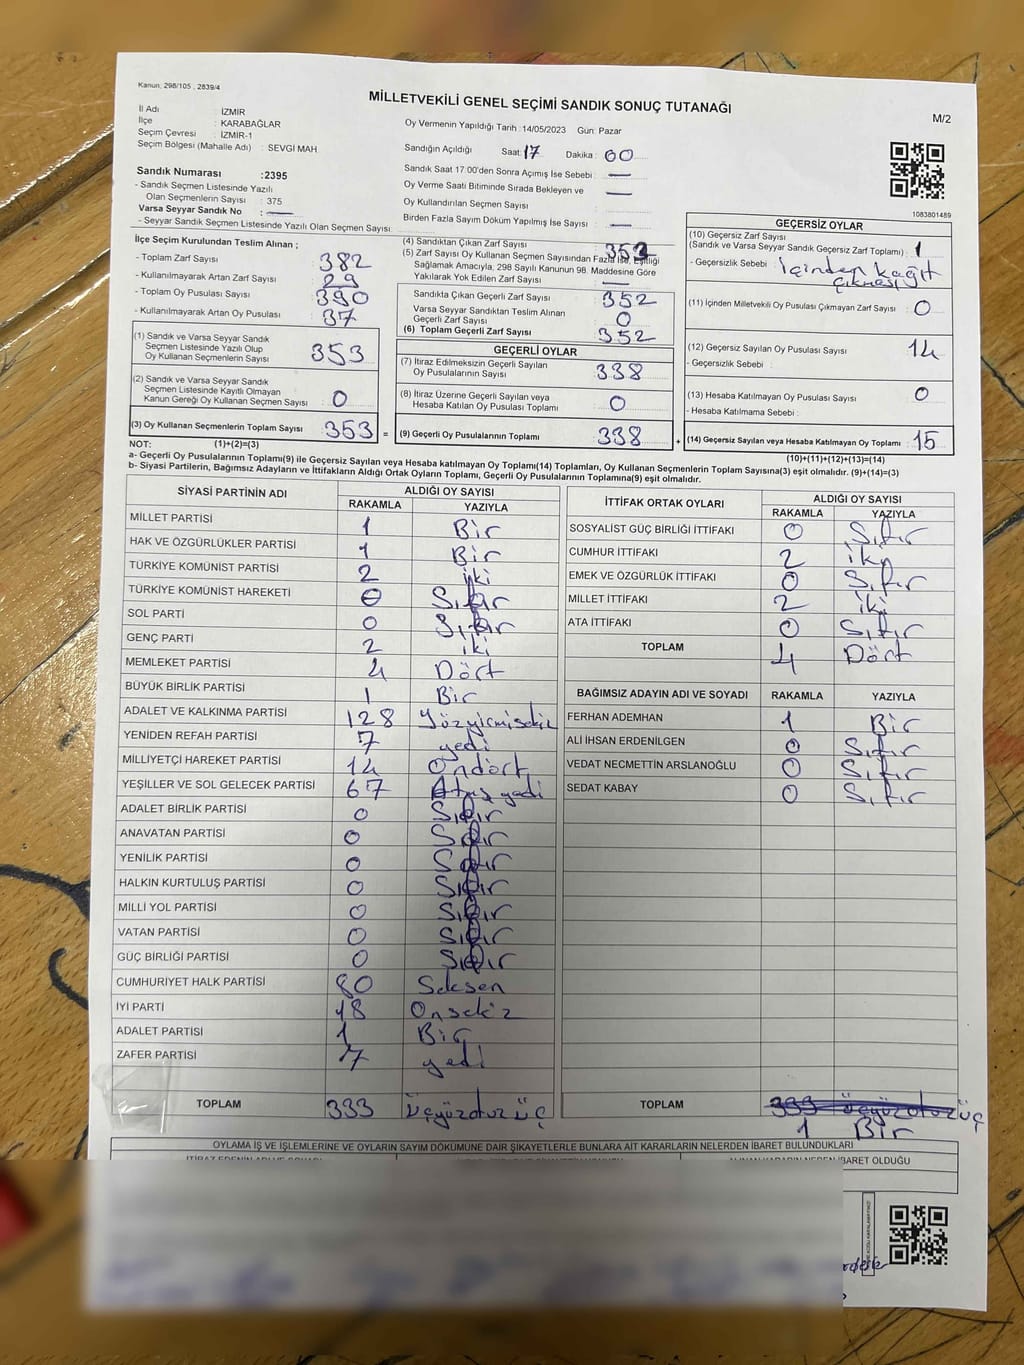 Kanun, 298/105 , 2839/4
MİLLETVEKİLİ GENEL SEÇİMİ SANDIK SONUÇ TUTANAĞI
M/2
İl Adı : İZMİR
İlçe : KARABAĞLAR
Seçim Çevresi : İZMİR-1
Seçim Bölgesi (Mahalle Adı) : SEVGİ MAH.
Sandık Numarası :2395
- Sandık Seçmen Listesinde Yazılı
Olan Seçmenlerin Sayısı : 375
Varsa Seyyar Sandık No : —
- Seyyar Sandık Seçmen Listesinde Yazılı Olan Seçmen Sayısı
Oy Vermenin Yapıldığı Tarih :14/05/2023 Gün: Pazar
Sandığın Açıldığı Saat: 17 Dakika : 00
Sandık Saat 17:00'den Sonra Açımış İse Sebebi : —
Oy Verme Saati Bitiminde Sırada Bekleyen ve : —
Oy Kullandırılan Seçmen Sayısı
Birden Fazla Sayım Döküm Yapılmış İse Sayısı : —
1083801489
İlçe Seçim Kurulundan Teslim Alınan ;
- Toplam Zarf Sayısı : 382
- Kullanılmayarak Artan Zarf Sayısı : 29
- Toplam Oy Pusulası Sayısı : 390
- Kullanılmayarak Artan Oy Pusulası : 37
(1) Sandık ve Varsa Seyyar Sandık
Seçmen Listesinde Yazılı Olup
Oy Kullanan Seçmenlerin Sayısı : 353
(2) Sandık ve Varsa Seyyar Sandık
Seçmen Listesinde Kayıtlı Olmayan
Kanun Gereği Oy Kullanan Seçmen Sayısı : 0
(3) Oy Kullanan Seçmenlerin Toplam Sayısı : 353 =
(4) Sandıktan Çıkan Zarf Sayısı
(5) Zarf Sayısı Oy Kullanan Seçmen Sayısından Fazla İse, Eşitliği
Sağlamak Amacıyla, 298 Sayılı Kanunun 98. Maddesine Göre
Yakılarak Yok Edilen Zarf Sayısı : —
Sandıkta Çıkan Geçerli Zarf Sayısı : 352
Varsa Seyyar Sandıktan Teslim Alınan
Geçerli Zarf Sayısı : 0
(6) Toplam Geçerli Zarf Sayısı : 352
GEÇERLİ OYLAR
(7) İtiraz Edilmeksizin Geçerli Sayılan
Oy Pusulalarının Sayısı : 338
(8) İtiraz Üzerine Geçerli Sayılan veya
Hesaba Katılan Oy Pusulası Toplamı : 0
(9) Geçerli Oy Pusulalarının Toplamı : 338 +
GEÇERSİZ OYLAR
(10) Geçersiz Zarf Sayısı
(Sandık ve Varsa Seyyar Sandık Geçersiz Zarf Toplamı) : 1
- Geçersizlik Sebebi : İçinden kağıt
çıkması
(11) İçinden Milletvekili Oy Pusulası Çıkmayan Zarf Sayısı : 0
(12) Geçersiz Sayılan Oy Pusulası Sayısı : 14
- Geçersizlik Sebebi :
(13) Hesaba Katılmayan Oy Pusulası Sayısı : 0
- Hesaba Katılmama Sebebi :
(14) Geçersiz Sayılan veya Hesaba Katılmayan Oy Toplamı : 15
NOT: (1)+(2)=(3) (10)+(11)+(12)+(13)=(14)
a- Geçerli Oy Pusulalarının Toplamı(9) ile Geçersiz Sayılan veya Hesaba katılmayan Oy Toplamı(14) Toplamları, Oy Kullanan Seçmenlerin Toplam Sayısına(3) eşit olmalıdır. (9)+(14)=(3)
b- Siyasi Partilerin, Bağımsız Adayların ve İttifakların Aldığı Ortak Oyların Toplamı, Geçerli Oy Pusulalarının Toplamına(9) eşit olmalıdır.
SİYASİ PARTİNİN ADI ALDIĞI OY SAYISI
RAKAMLA YAZIYLA
MİLLET PARTİSİ 1 Bir
HAK VE ÖZGÜRLÜKLER PARTİSİ 1 Bir
TÜRKİYE KOMÜNİST PARTİSİ 2 iki
TÜRKİYE KOMÜNİST HAREKETİ 0 Sıfır
SOL PARTİ 0 Sıfır
GENÇ PARTİ 2 iki
MEMLEKET PARTİSİ 4 Dört
BÜYÜK BİRLİK PARTİSİ 1 Bir
ADALET VE KALKINMA PARTİSİ 128 Yüzyirmisekiz
YENİDEN REFAH PARTİSİ 7 yedi
MİLLİYETÇİ HAREKET PARTİSİ 14 Ondört
YEŞİLLER VE SOL GELECEK PARTİSİ 67 Atmış yedi
ADALET BİRLİK PARTİSİ 0 Sıfır
ANAVATAN PARTİSİ 0 Sıfır
YENİLİK PARTİSİ 0 Sıfır
HALKIN KURTULUŞ PARTİSİ 0 Sıfır
MİLLİ YOL PARTİSİ 0 Sıfır
VATAN PARTİSİ 0 Sıfır
GÜÇ BİRLİĞİ PARTİSİ 0 Sıfır
CUMHURİYET HALK PARTİSİ 80 Seksen
İYİ PARTİ 18 Onsekiz
ADALET PARTİSİ 1 Bir
ZAFER PARTİSİ 7 yedi
TOPLAM 333 üçyüzotuz üç
İTTİFAK ORTAK OYLARI ALDIĞI OY SAYISI
RAKAMLA YAZIYLA
SOSYALİST GÜÇ BİRLİĞİ İTTİFAKI 0 Sıfır
CUMHUR İTTİFAKI 2 iki
EMEK VE ÖZGÜRLÜK İTTİFAKI 0 Sıfır
MİLLET İTTİFAKI 2 iki
ATA İTTİFAKI 0 Sıfır
TOPLAM 4 Dört
BAĞIMSIZ ADAYIN ADI VE SOYADI RAKAMLA YAZIYLA
FERHAN ADEMHAN 1 Bir
ALİ İHSAN ERDENİLGEN 0 Sıfır
VEDAT NECMETTİN ARSLANOĞLU 0 Sıfır
SEDAT KABAY 0 Sıfır
TOPLAM 333 üçyüzotuzüç
1 Bir
OYLAMA İŞ VE İŞLEMLERİNE VE OYLARIN SAYIM DÖKÜMÜNE DAİR ŞİKAYETLERLE BUNLARA AİT KARARLARIN NELERDEN İBARET BULUNDUKLARI
ALINAN KARARIN NEDEN İBARET OLDUĞU